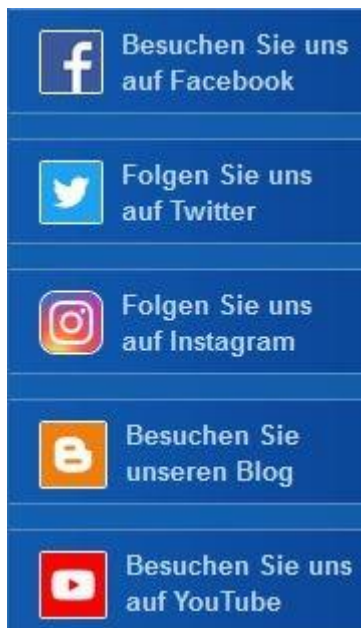 Besuchen Sie uns
auf Facebook
Folgen Sie uns
auf Twitter
Folgen Sie uns
auf Instagram
Besuchen Sie
unseren Blog
Besuchen Sie uns
auf YouTube